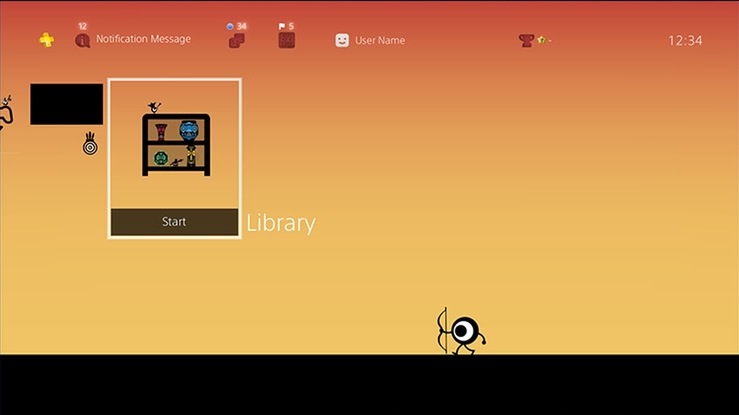 12
Notification Message
34
5
User Name
-
12:34
Start
Library